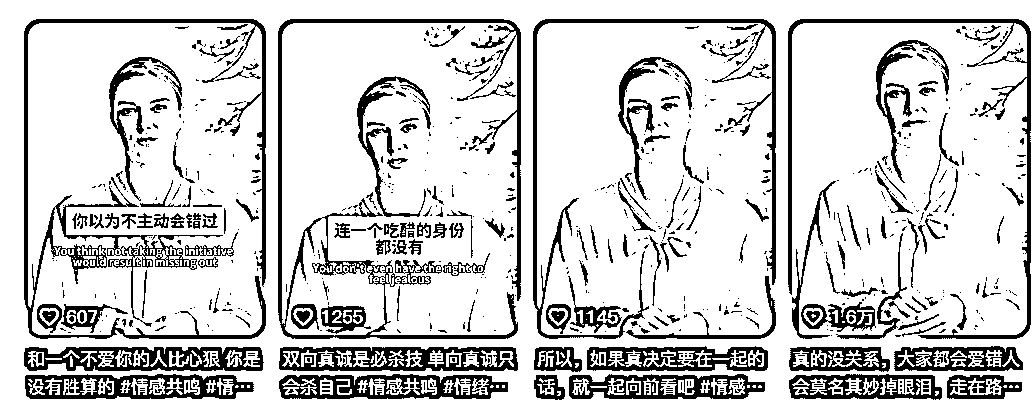 你以为不主动会错过
You think not taking the initiative
would result in missing out
607
和一个不爱你的人比心狠 你是
没有胜算的 #情感共鸣 #情…
连一个吃醋的身份
都没有
You don't even have the right to
feel jealous
1255
双向真诚是必杀技 单向真诚只
会杀自己 #情感共鸣 #情绪…
1145
所以，如果真决定要在一起的
话，就一起向前看吧 #情感…
1.6万
真的没关系，大家都会爱错人
会莫名其妙掉眼泪，走在路…